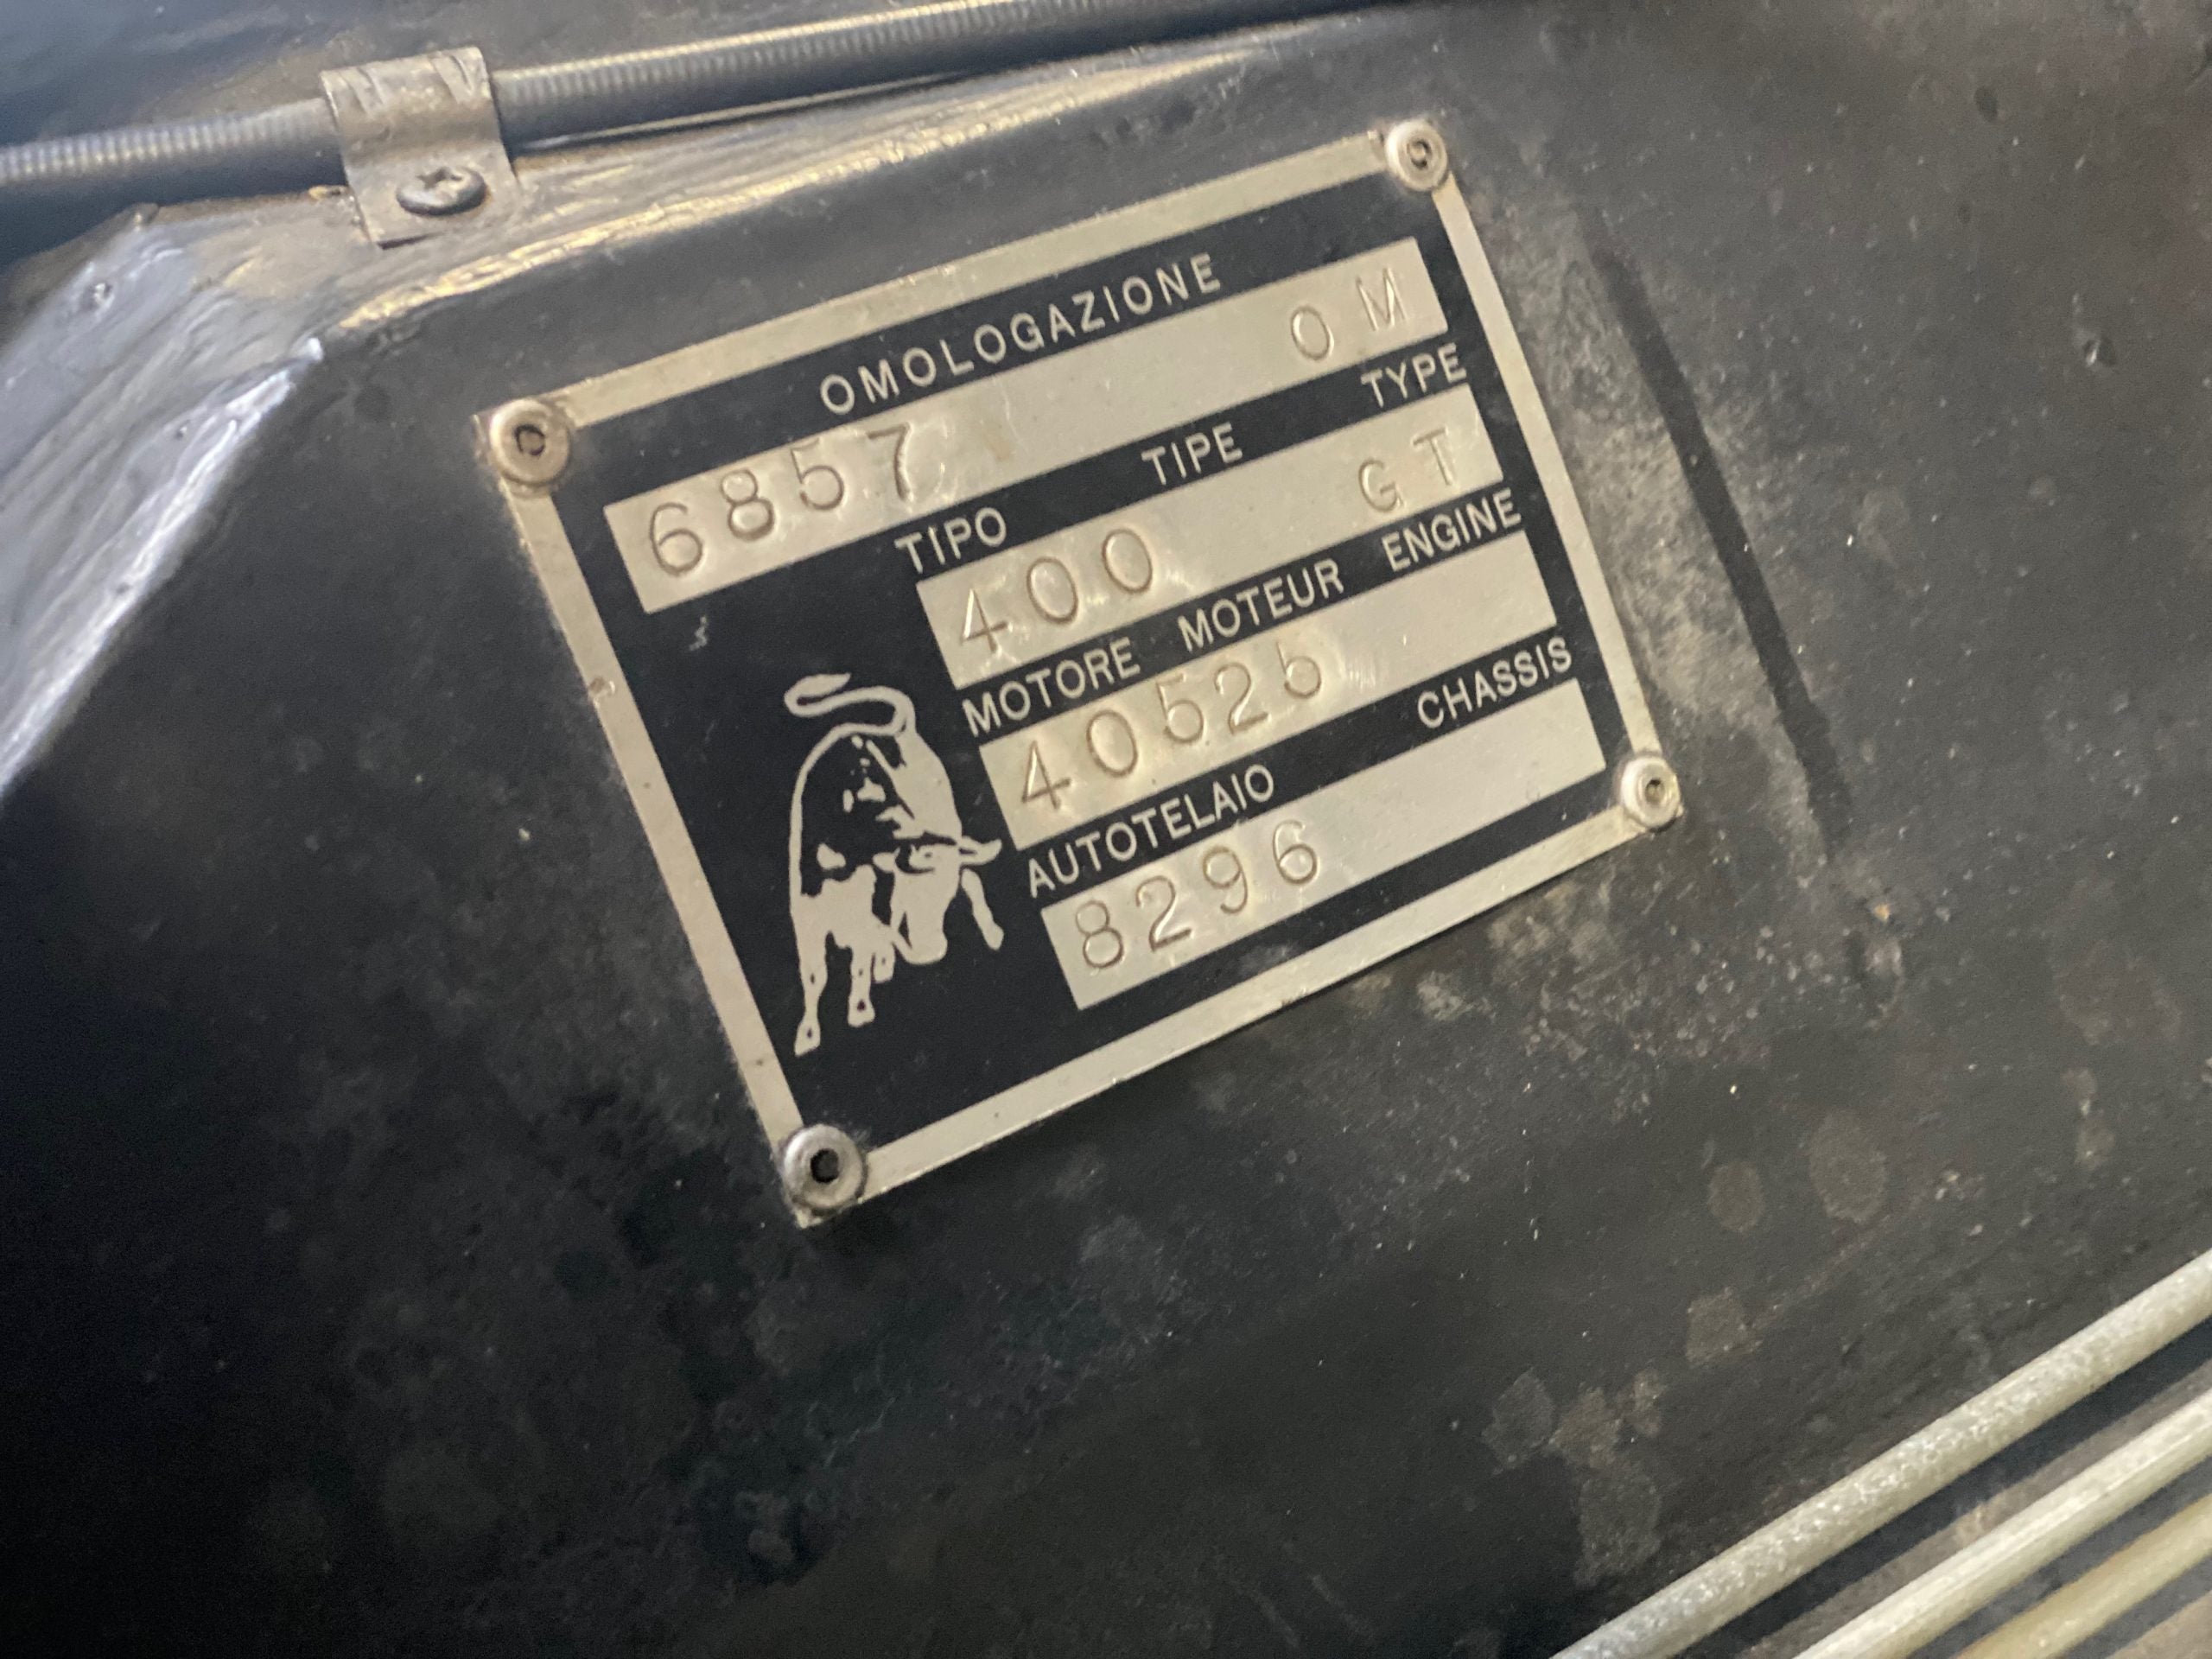 OMOLOGAZIONE
6857 OM
TIPO TIPE TYPE
400 GT
MOTORE MOTEUR ENGINE
40525
AUTOTELAIO CHASSIS
8296